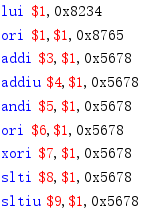 lui $1,0x8234
ori $1,$1,0x8765
addi $3,$1,0x5678
addiu $4,$1,0x5678
andi $5,$1,0x5678
ori $6,$1,0x5678
xori $7,$1,0x5678
slti $8,$1,0x5678
sltiu $9,$1,0x5678